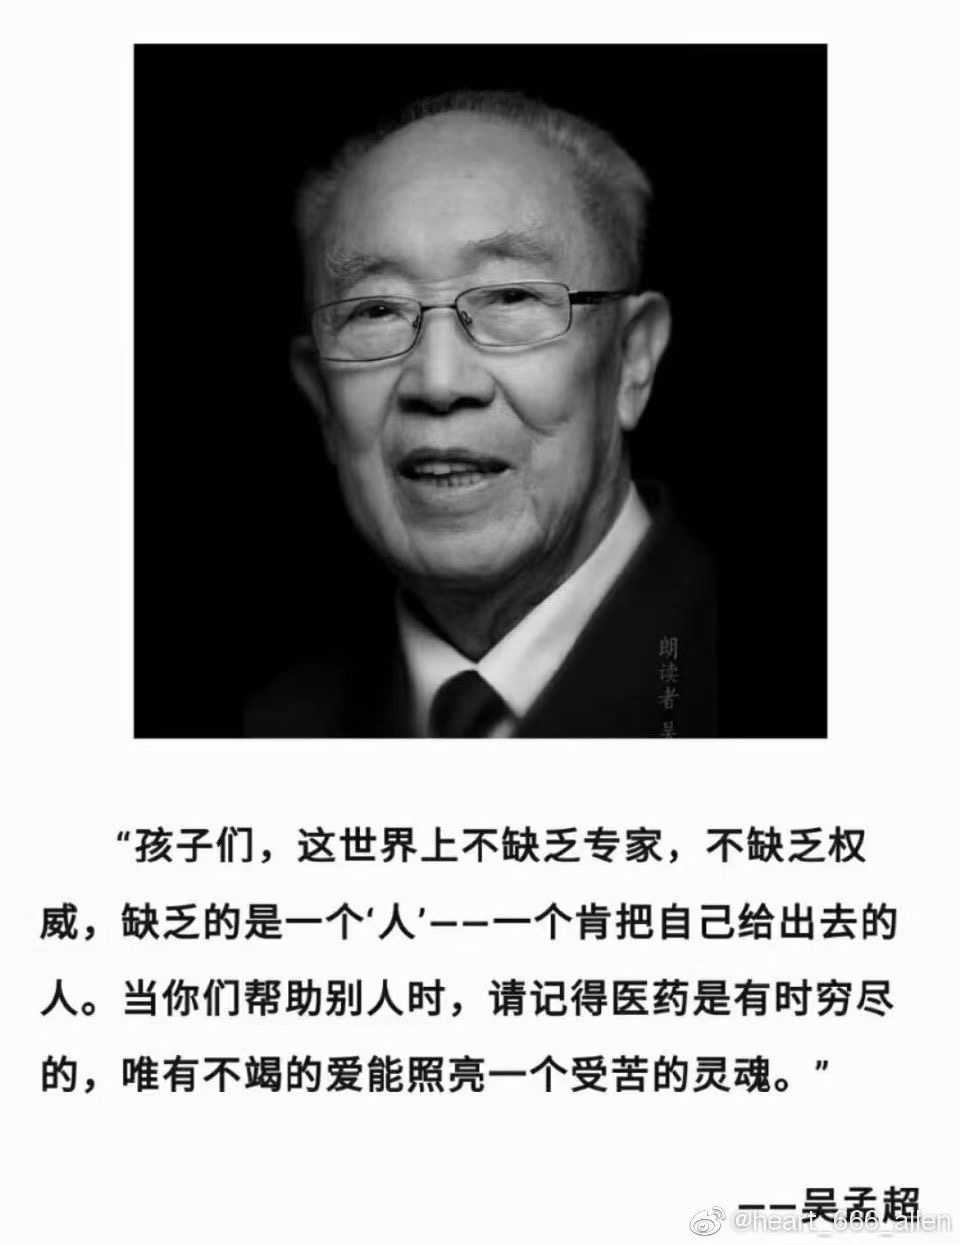 朗读者 吴
“孩子们，这世界上不缺乏专家，不缺乏权
威，缺乏的是一个‘人’——一个肯把自己给出去的
人。当你们帮助别人时，请记得医药是有时穷尽
的，唯有不竭的爱能照亮一个受苦的灵魂。”
——吴孟超
@heart_666_allen